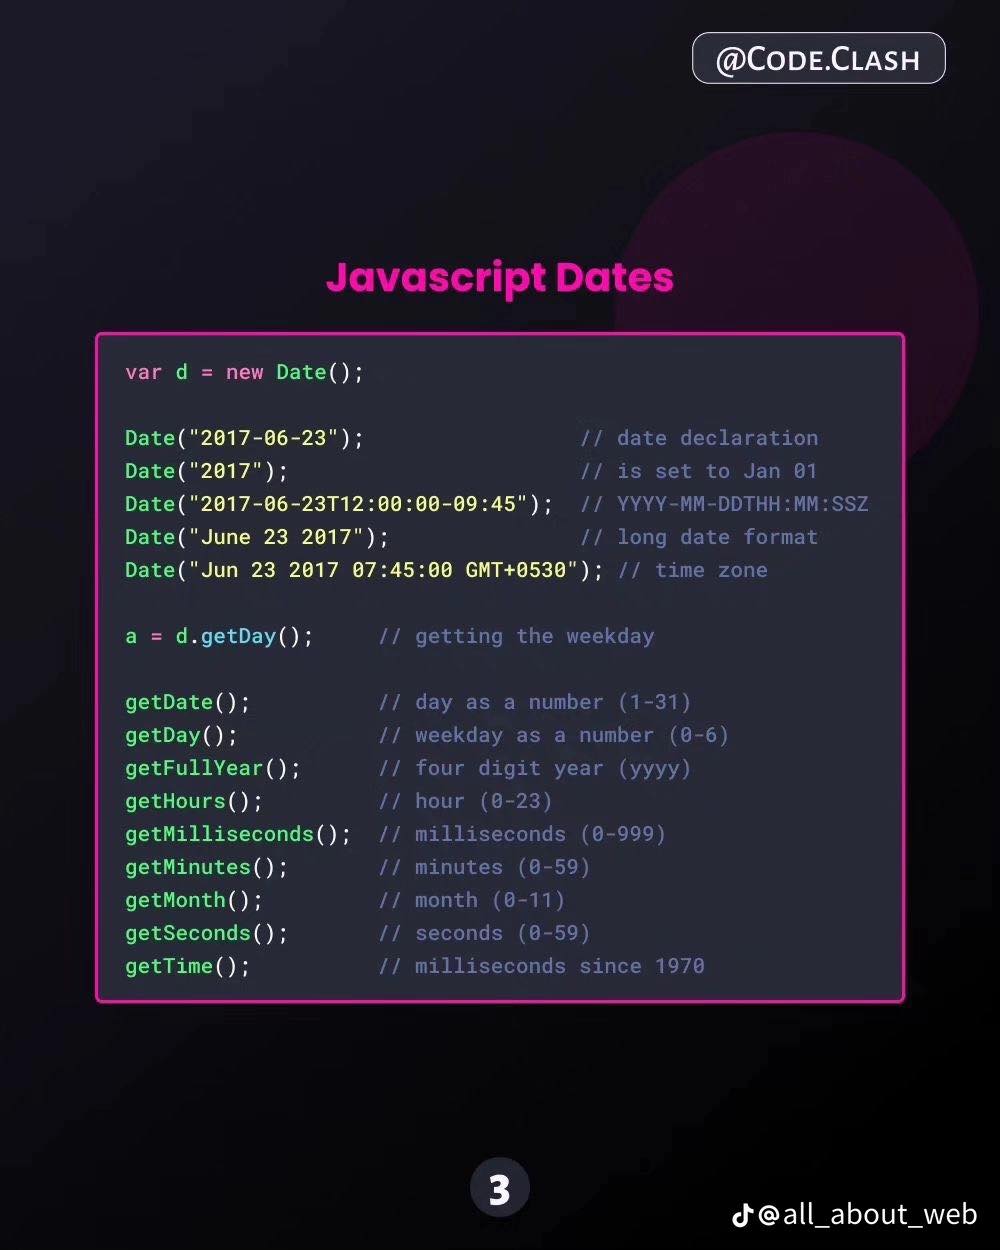 @Code.Clash
Javascript Dates
var d = new Date();
Date("2017-06-23"); // date declaration
Date("2017"); // is set to Jan 01
Date("2017-06-23T12:00:00-09:45"); // YYYY-MM-DDTHH:MM:SSZ
Date("June 23 2017"); // long date format
Date("Jun 23 2017 07:45:00 GMT+0530"); // time zone
a = d.getDay(); // getting the weekday
getDate(); // day as a number (1-31)
getDay(); // weekday as a number (0-6)
getFullYear(); // four digit year (yyyy)
getHours(); // hour (0-23)
getMilliseconds(); // milliseconds (0-999)
getMinutes(); // minutes (0-59)
getMonth(); // month (0-11)
getSeconds(); // seconds (0-59)
getTime(); // milliseconds since 1970
3
@all_about_web